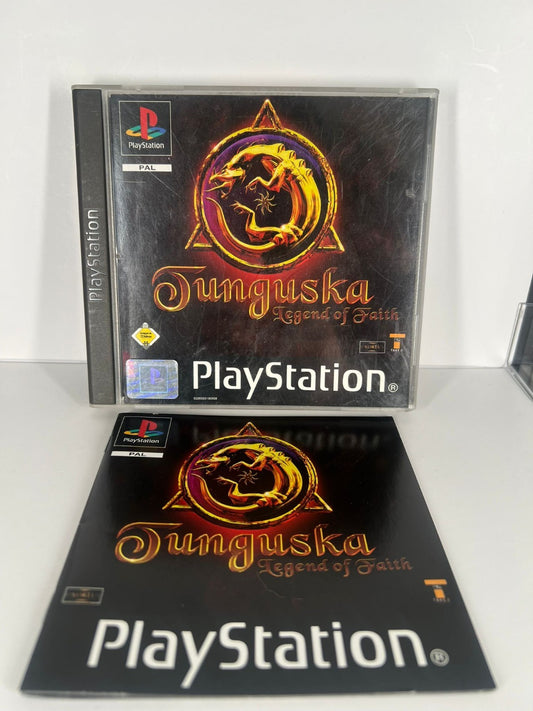 PlayStation
PlayStation
PAL
Tunguska
Legend of Faith
PlayStation®
PlayStation
PAL
Tunguska
Legend of Faith
PlayStation®